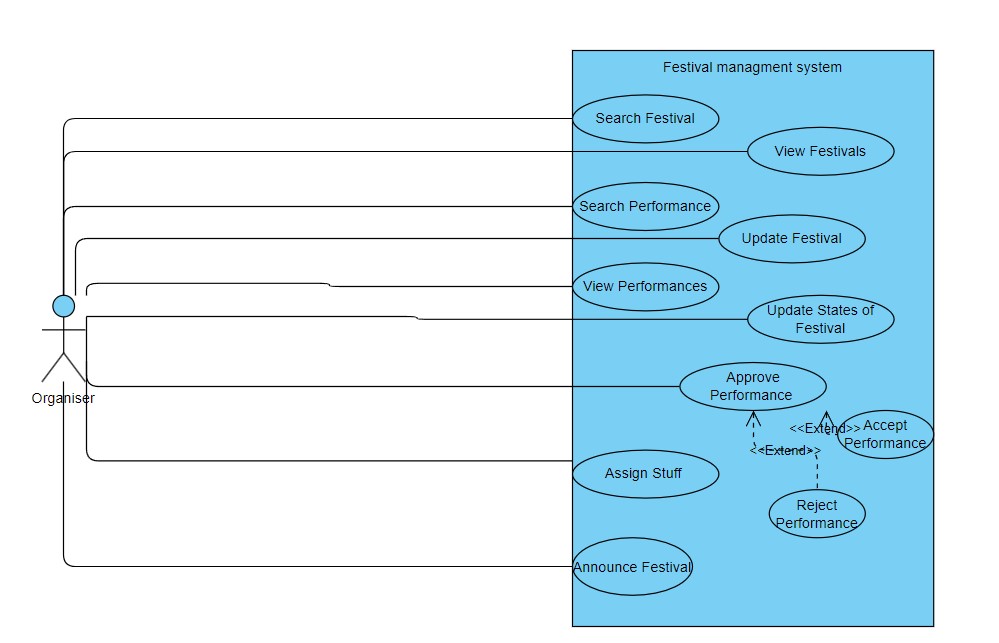 Festival managment system
Search Festival
View Festivals
Search Performance
Update Festival
View Performances
Update States of
Festival
Approve
Performance
<<Extend>>
Accept
Performance
<<Extend>>
Organiser
Assign Stuff
Reject
Performance
Announce Festival